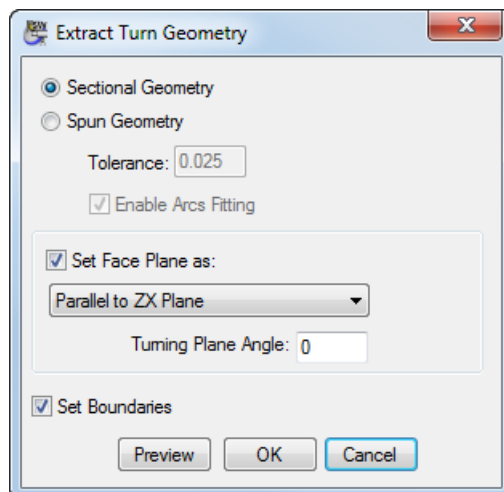 Extract Turn Geometry
Sectional Geometry
Spun Geometry
Tolerance: 0.025
Enable Arcs Fitting
Set Face Plane as:
Parallel to ZX Plane
Turning Plane Angle: 0
Set Boundaries
Preview OK Cancel